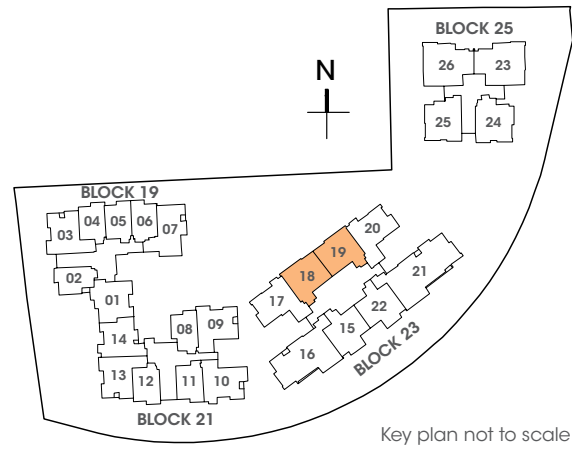 BLOCK 25
26 23
25 24
N
BLOCK 19
03 04 05 06 07
02
01
14
08 09
13 12 11 10
BLOCK 21
20
19
18
17
21
22
15
16
BLOCK 23
Key plan not to scale